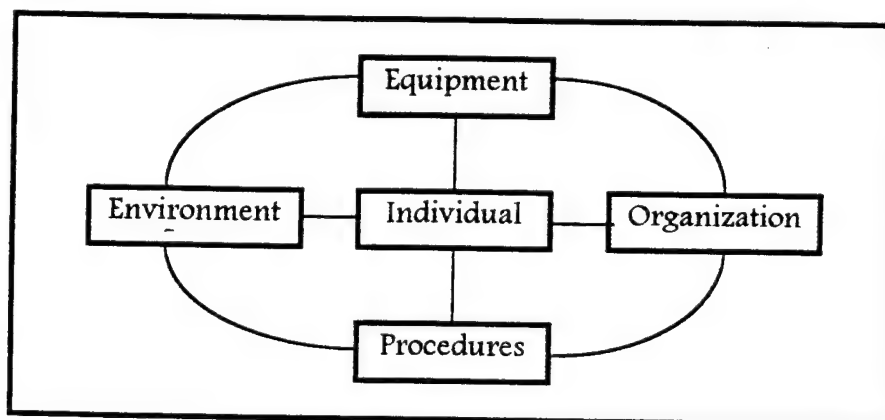 Equipment
Environment
Individual
Organization
Procedures